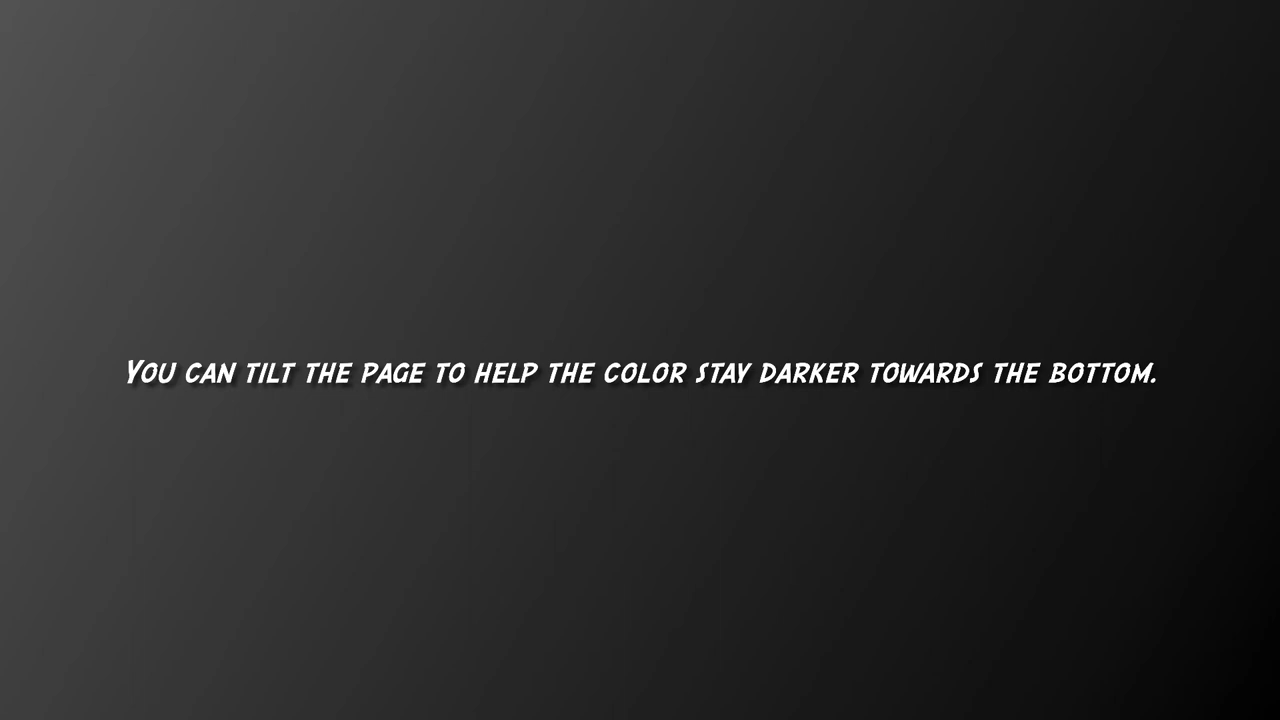 You can tilt the page to help the color stay darker towards the bottom.